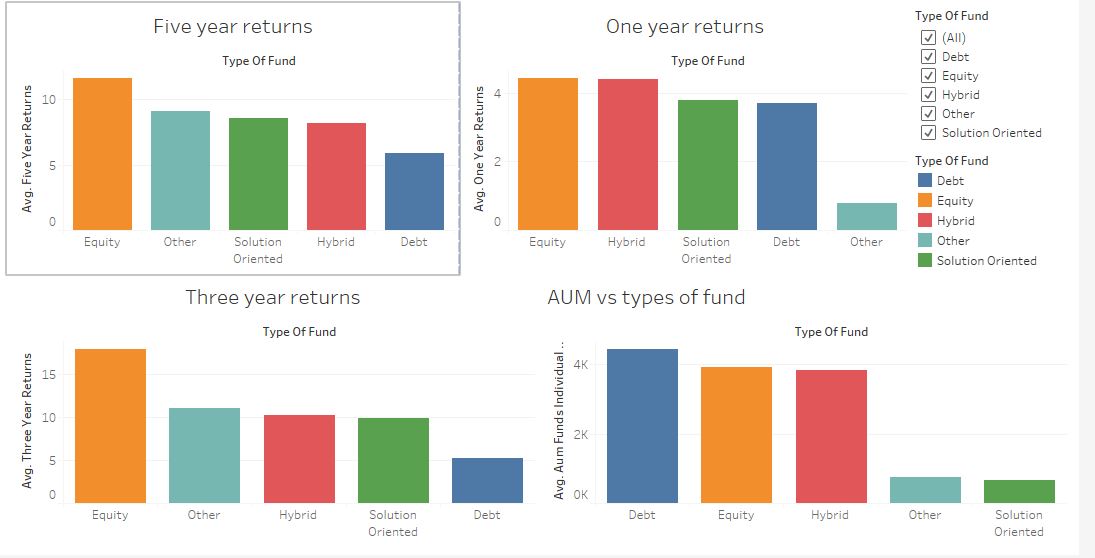 Five year returns
Type Of Fund
Avg. Five Year Returns
10
5
0
Equity
Other
Solution
Oriented
Hybrid
Debt
One year returns
Type Of Fund
Avg. One Year Returns
4
2
0
Equity
Hybrid
Solution
Oriented
Debt
Other
Type Of Fund
(All)
Debt
Equity
Hybrid
Other
Solution Oriented
Type Of Fund
Debt
Equity
Hybrid
Other
Solution Oriented
Three year returns
Type Of Fund
Avg. Three Year Returns
15
10
5
0
Equity
Other
Hybrid
Solution
Oriented
Debt
AUM vs types of fund
Type Of Fund
Avg. Aum Funds Individual ..
4K
2K
0K
Debt
Equity
Hybrid
Other
Solution
Oriented